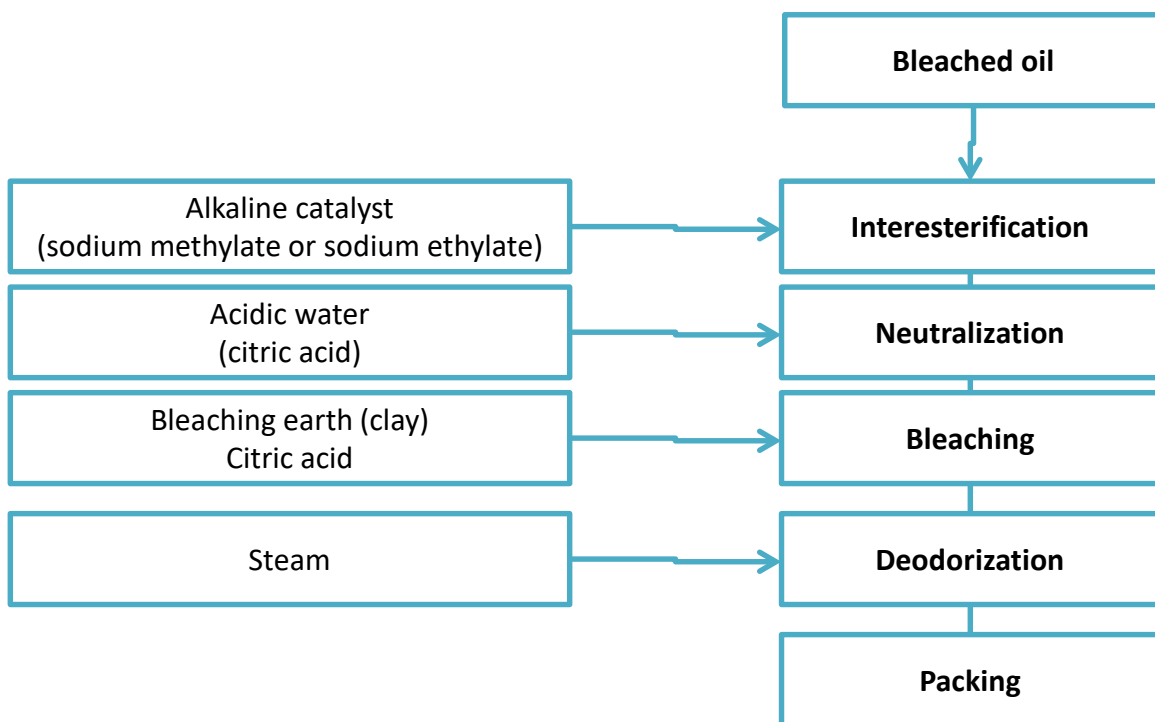 Bleached oil
Alkaline catalyst
(sodium methylate or sodium ethylate)
Interesterification
Acidic water
(citric acid)
Neutralization
Bleaching earth (clay)
Citric acid
Bleaching
Steam
Deodorization
Packing